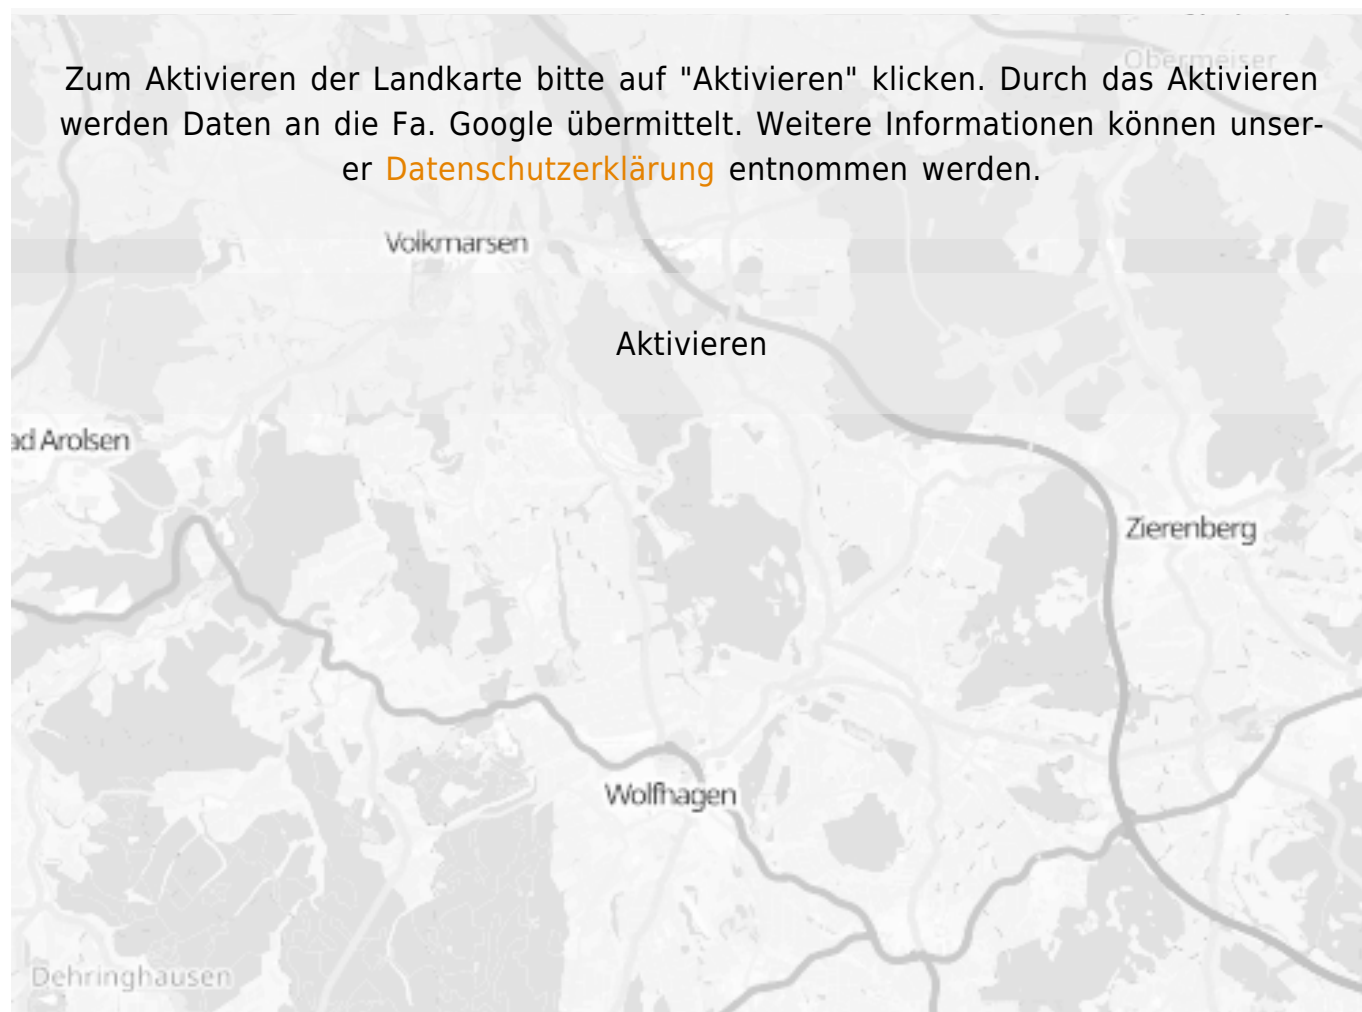 Obermeiser
Zum Aktivieren der Landkarte bitte auf "Aktivieren" klicken. Durch das Aktivieren
werden Daten an die Fa. Google übermittelt. Weitere Informationen können unser-
er Datenschutzerklärung entnommen werden.
Volkmarsen
Aktivieren
ad Arolsen
Zierenberg
Wolfhagen
Dehringhausen